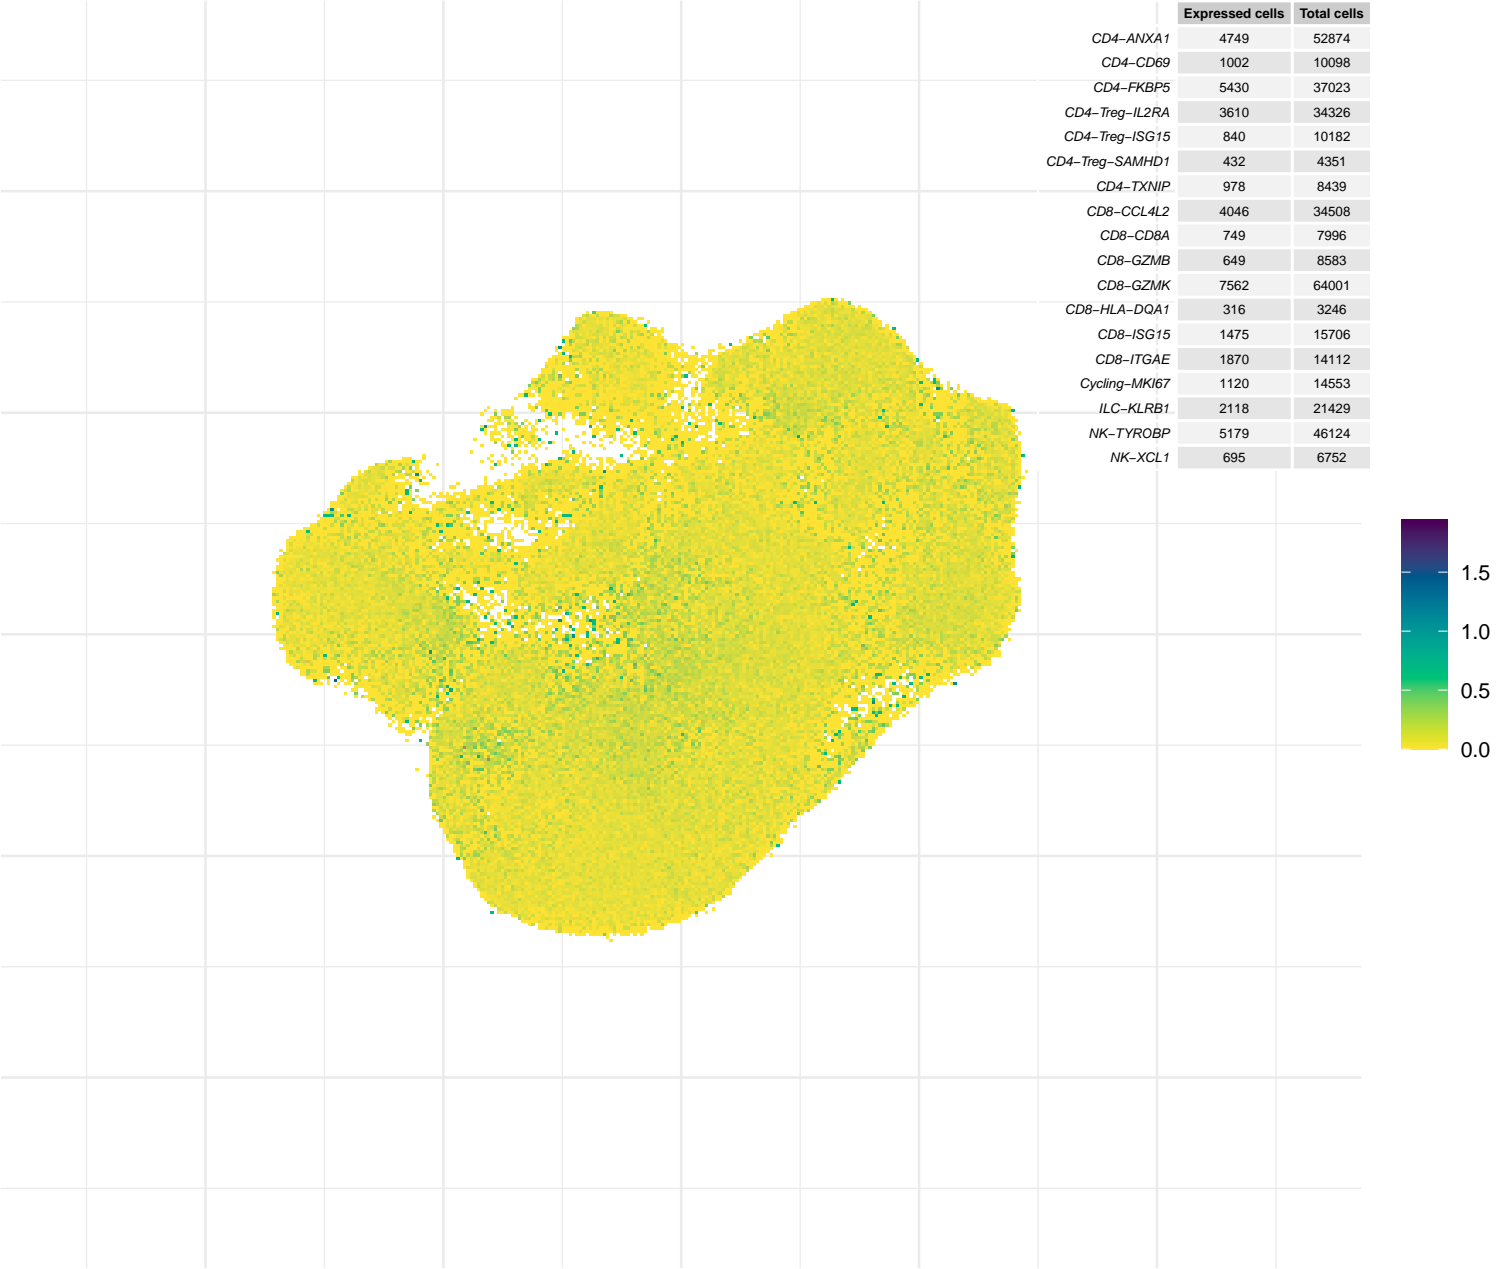 Expressed cells Total cells
CD4−ANXA1 4749 52874
CD4−CD69 1002 10098
CD4−FKBP5 5430 37023
CD4−Treg−IL2RA 3610 34326
CD4−Treg−ISG15 840 10182
CD4−Treg−SAMHD1 432 4351
CD4−TXNIP 978 8439
CD8−CCL4L2 4046 34508
CD8−CD8A 749 7996
CD8−GZMB 649 8583
CD8−GZMK 7562 64001
CD8−HLA−DQA1 316 3246
CD8−ISG15 1475 15706
CD8−ITGAE 1870 14112
Cycling−MKI67 1120 14553
ILC−KLRB1 2118 21429
NK−TYROBP 5179 46124
NK−XCL1 695 6752
1.5
1.0
0.5
0.0